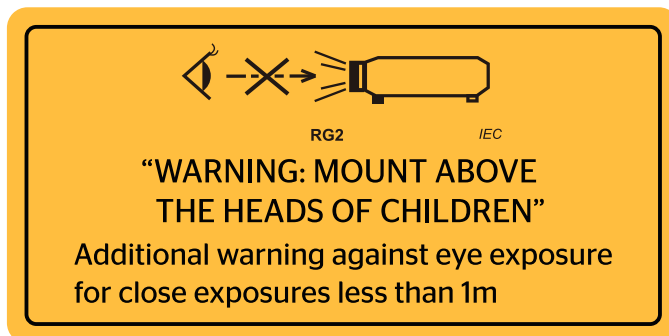 RG2 IEC
“WARNING: MOUNT ABOVE
THE HEADS OF CHILDREN”
Additional warning against eye exposure
for close exposures less than 1m